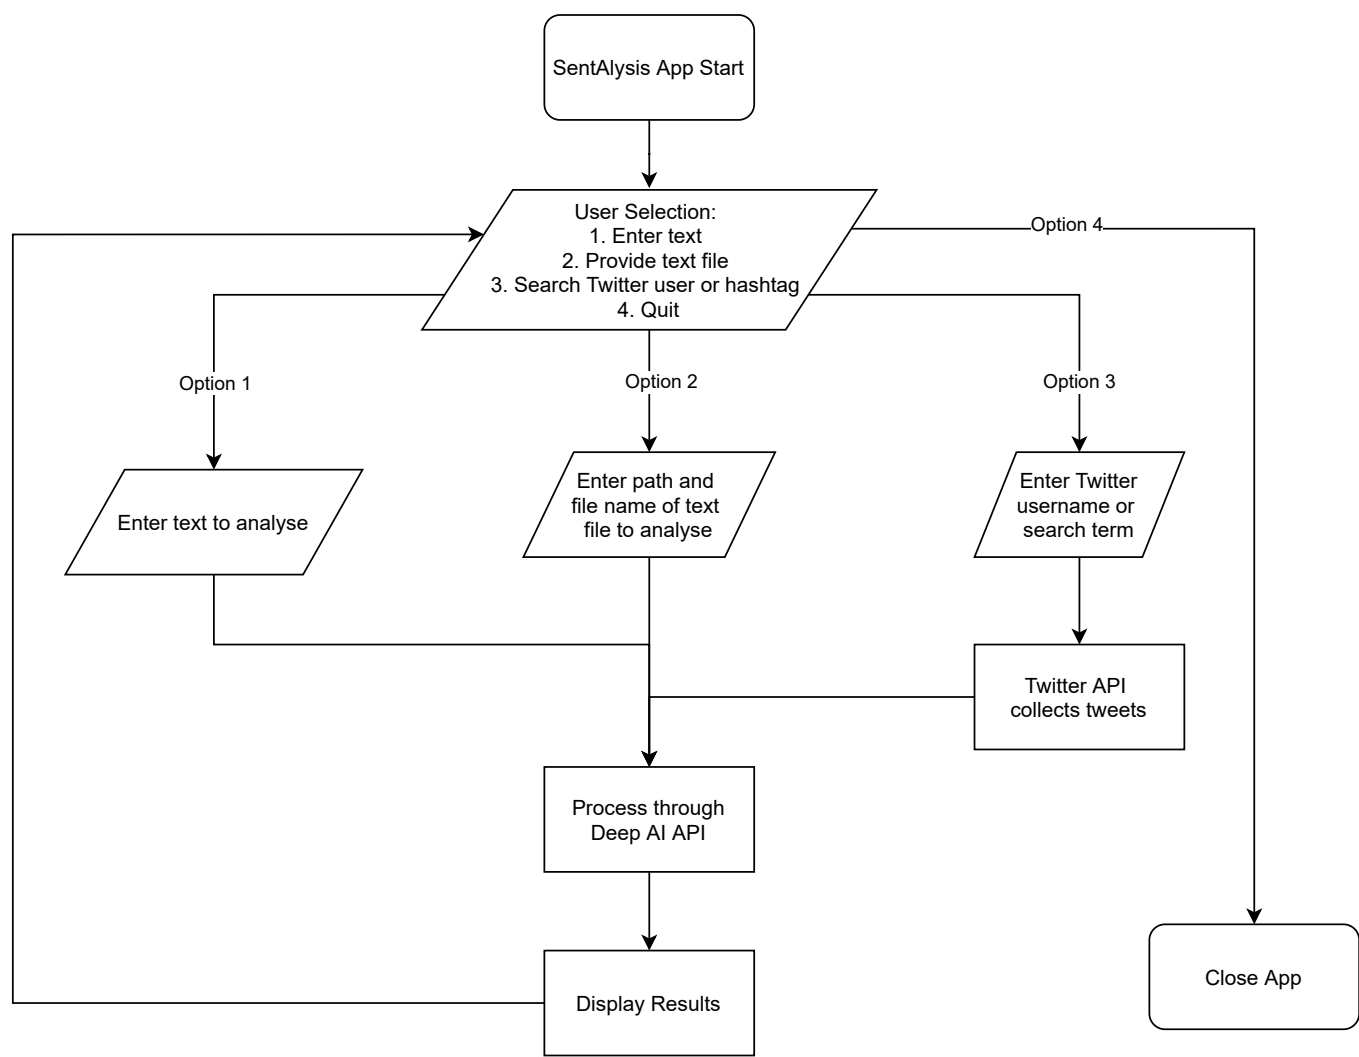 SentAlysis App Start
User Selection:
1. Enter text
2. Provide text file
3. Search Twitter user or hashtag
4. Quit
Option 4
Option 1
Option 2
Option 3
Enter text to analyse
Enter path and
file name of text
file to analyse
Enter Twitter
username or
search term
Twitter API
collects tweets
Process through
Deep AI API
Display Results
Close App